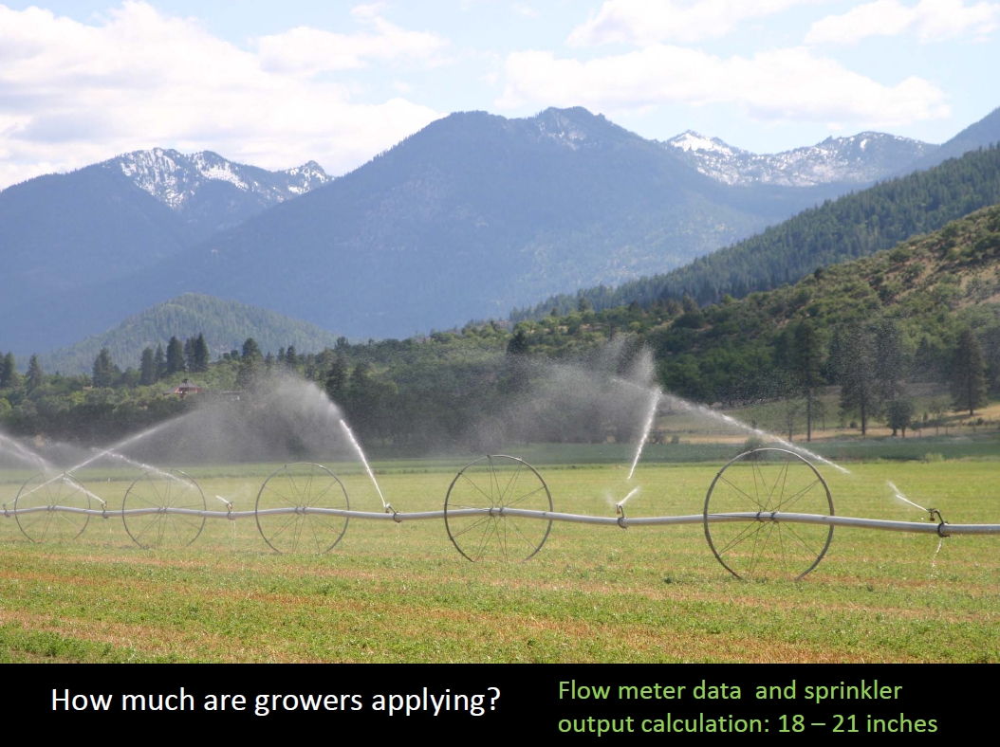 How much are growers applying?
Flow meter data  and sprinkler
output calculation: 18 – 21 inches